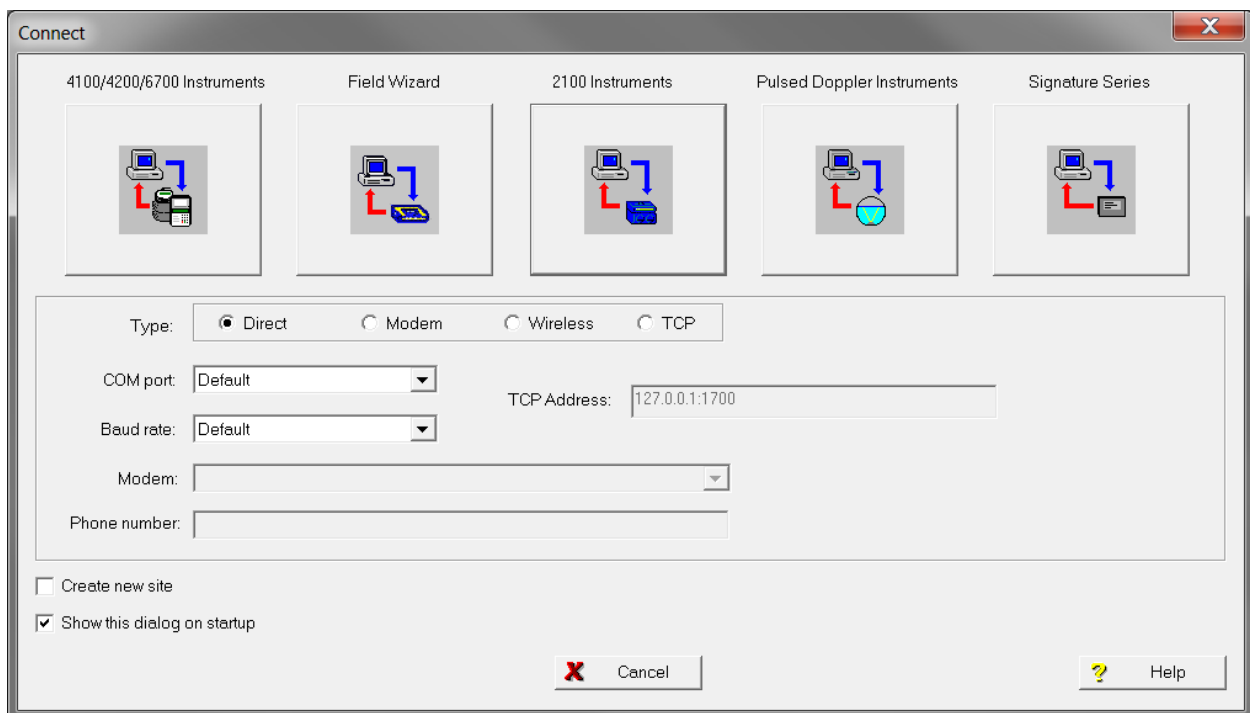 Connect
4100/4200/6700 Instruments Field Wizard 2100 Instruments Pulsed Doppler Instruments Signature Series
Type: Direct Modem Wireless TCP
COM port: Default
TCP Address: 127.0.0.1:1700
Baud rate: Default
Modem:
Phone number:
Create new site
Show this dialog on startup
Cancel Help